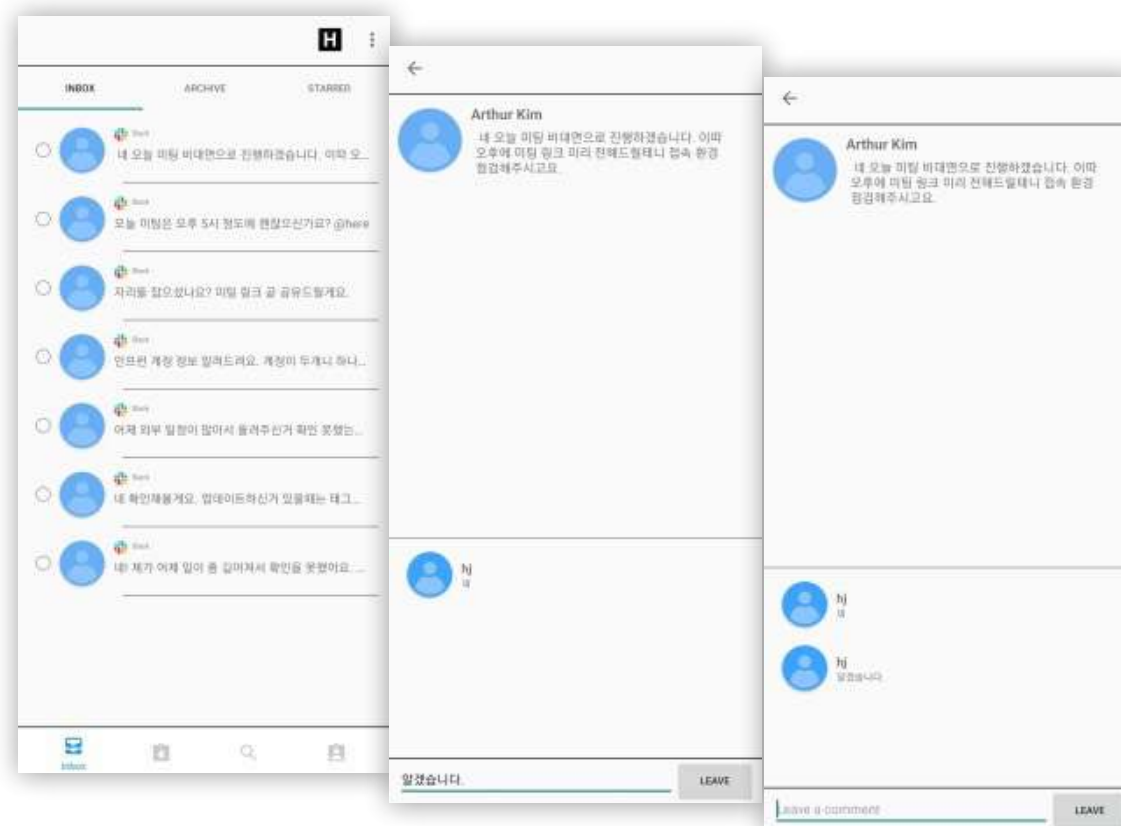 H
INBOX
ARCHIVE
STARRED
Slack
네 오늘 미팅 비대면으로 진행하겠습니다. 이따 오...
Slack
오늘 미팅은 오후 5시 정도에 괜찮으신가요? @here
Slack
자리를 잡으셨나요? 미팅 링크 곧 공유드릴게요.
Slack
인프런 계정 정보 알려드려요. 계정이 두개니 하나...
Slack
어제 외부 일정이 많아서 올려주신거 확인 못했는...
Slack
네 확인해볼게요. 업데이트하신거 있을때는 태그...
Slack
네! 제가 어제 일이 좀 길어져서 확인을 못했어요. ...
Inbox
Arthur Kim
네 오늘 미팅 비대면으로 진행하겠습니다. 이따
오후에 미팅 링크 미리 전해드릴테니 접속 환경
점검해주시고요.
hj
네
알겠습니다.
LEAVE
Arthur Kim
네 오늘 미팅 비대면으로 진행하겠습니다. 이따
오후에 미팅 링크 미리 전해드릴테니 접속 환경
점검해주시고요.
hj
네
hj
알겠습니다.
Leave a comment
LEAVE